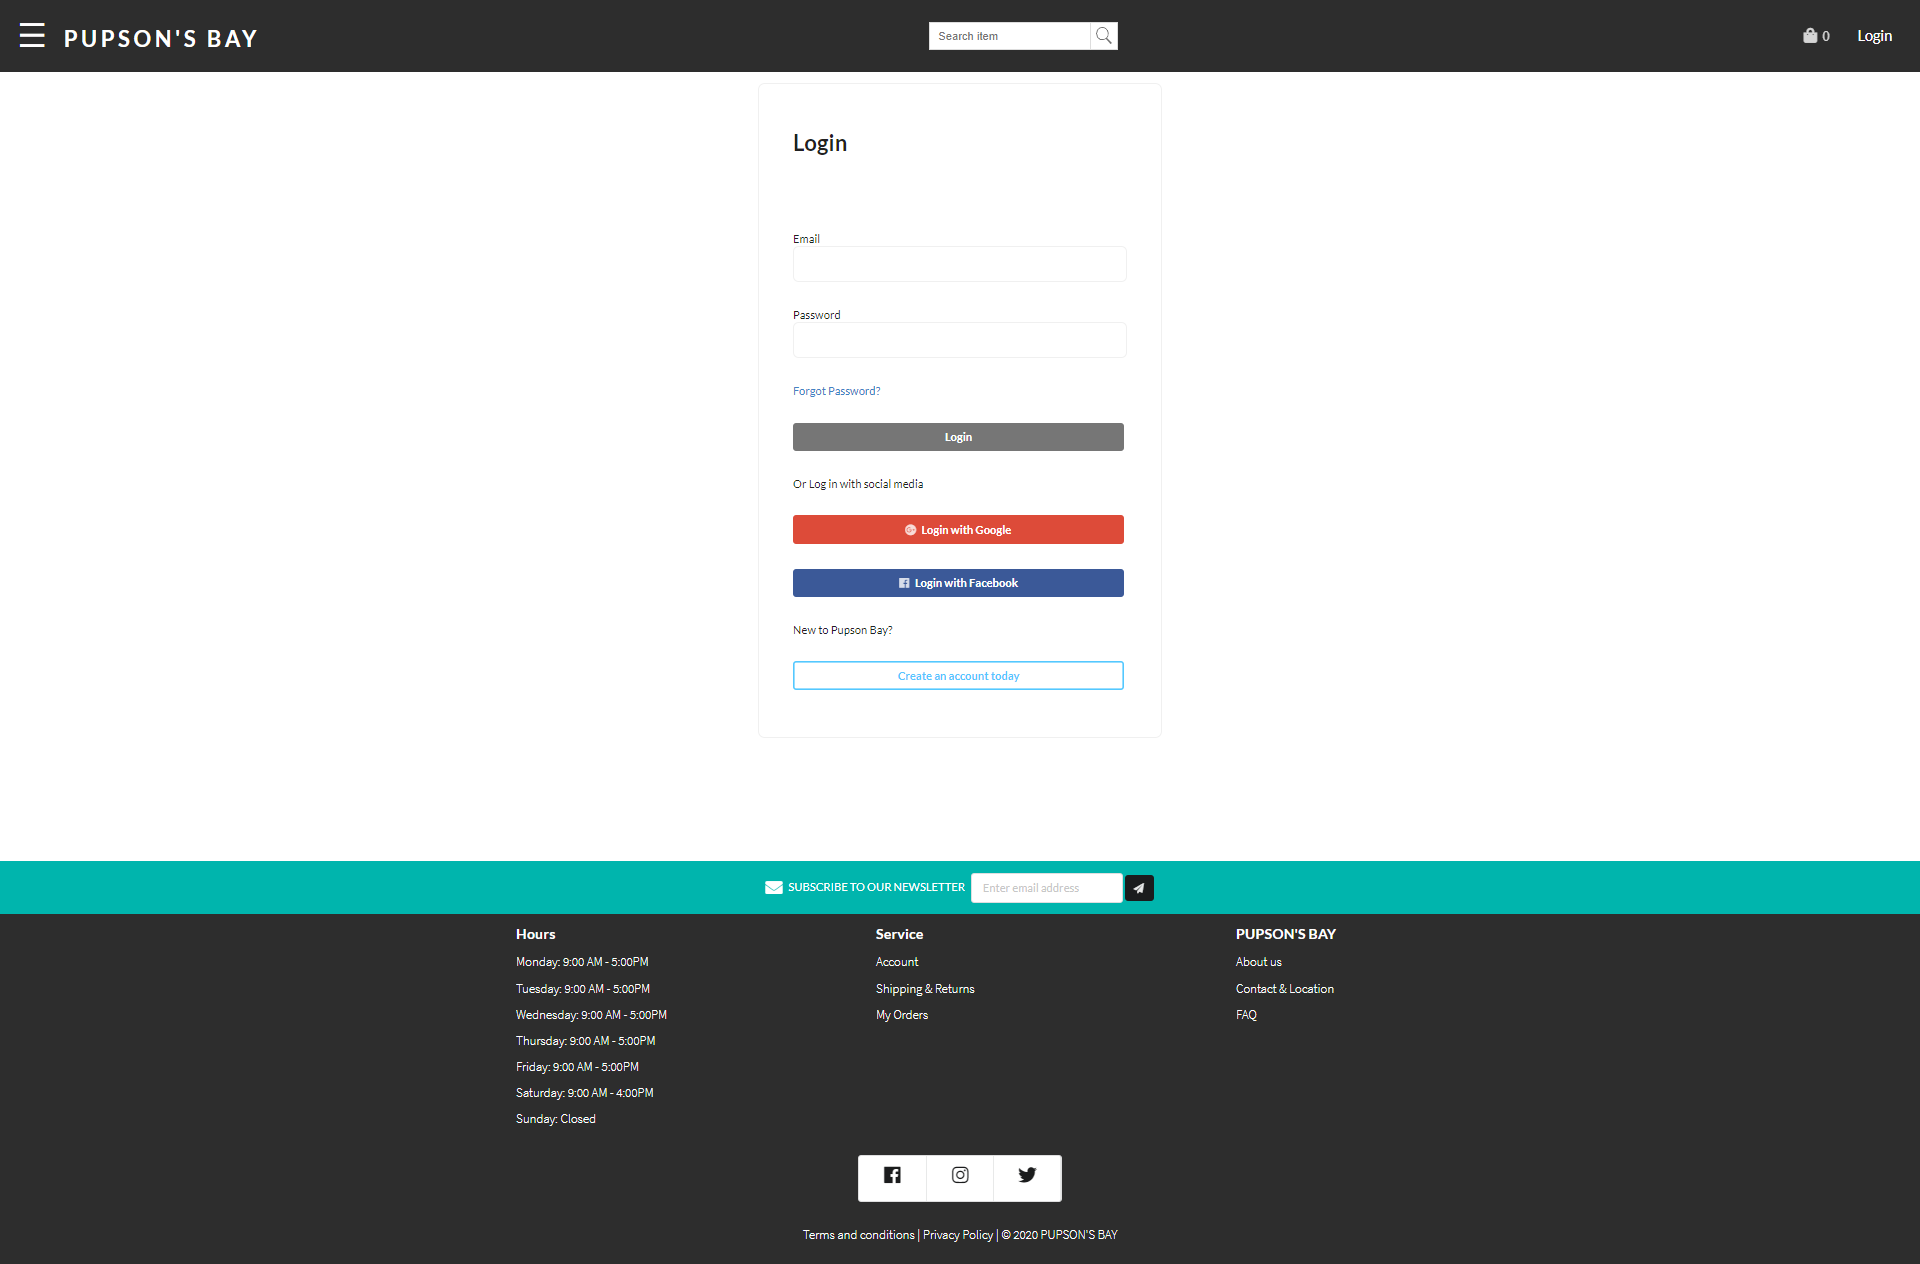 PUPSON'S BAY
Search item
0
Login
Login
Email
Password
Forgot Password?
Login
Or Log in with social media
Login with Google
Login with Facebook
New to Pupson Bay?
Create an account today
SUBSCRIBE TO OUR NEWSLETTER
Enter email address
Hours
Monday: 9:00 AM - 5:00PM
Tuesday: 9:00 AM - 5:00PM
Wednesday: 9:00 AM - 5:00PM
Thursday: 9:00 AM - 5:00PM
Friday: 9:00 AM - 5:00PM
Saturday: 9:00 AM - 4:00PM
Sunday: Closed
Service
Account
Shipping & Returns
My Orders
PUPSON'S BAY
About us
Contact & Location
FAQ
Terms and conditions | Privacy Policy | © 2020 PUPSON'S BAY